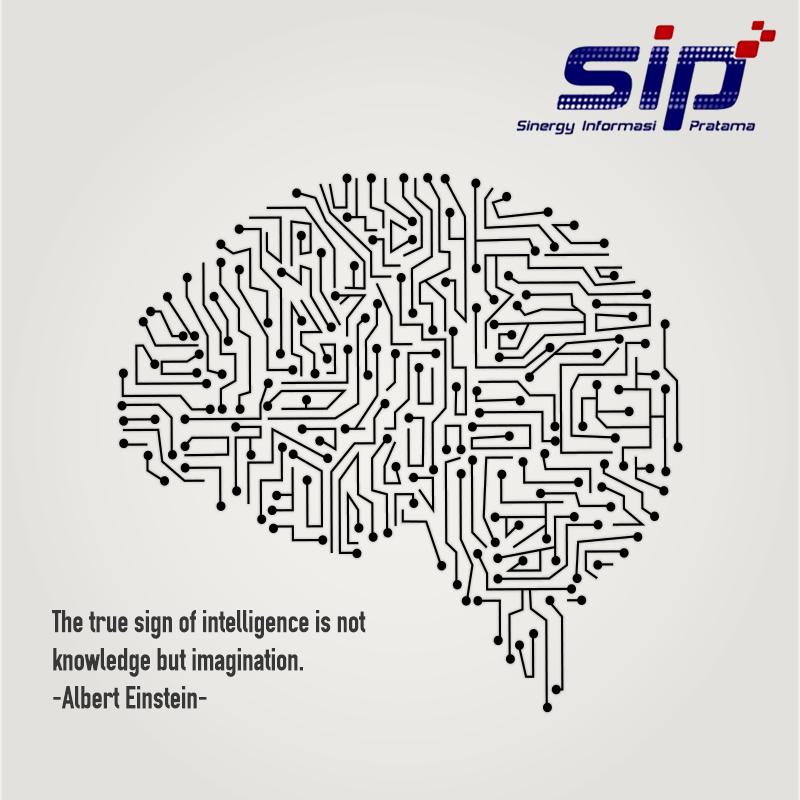 sip
Sinergy Informasi Pratama
The true sign of intelligence is not
knowledge but imagination.
-Albert Einstein-